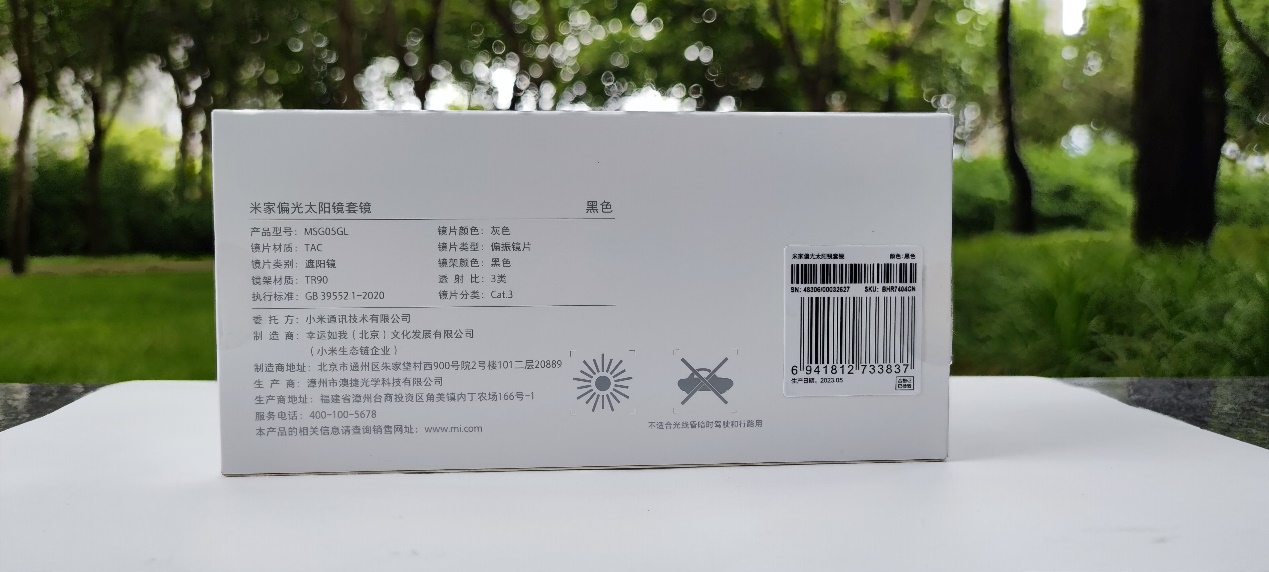 米家偏光太阳镜套镜 黑色
产品型号：MSG05GL 镜片颜色：灰色
镜片材质：TAC 镜片类型：偏振镜片
镜片类别：遮阳镜 镜架颜色：黑色
镜架材质：TR90 透 射 比：3类
执行标准：GB 39552.1-2020 镜片分类：Cat.3
委 托 方：小米通讯技术有限公司
制 造 商：幸运如我（北京）文化发展有限公司
（小米生态链企业）
制造商地址：北京市通州区朱家垡村西900号院2号楼101二层20889
生 产 商：漳州市澳捷光学科技有限公司
生产商地址：福建省漳州台商投资区角美镇内丁农场166号-1
服务电话：400-100-5678
本产品的相关信息请查询销售网址：www.mi.com
不适合光线昏暗时驾驶和行路用
米家偏光太阳镜套镜 颜色：黑色
SN: 48306/00032627 SKU: BHR7404CN
6 941812 733837
生产日期：2023.05